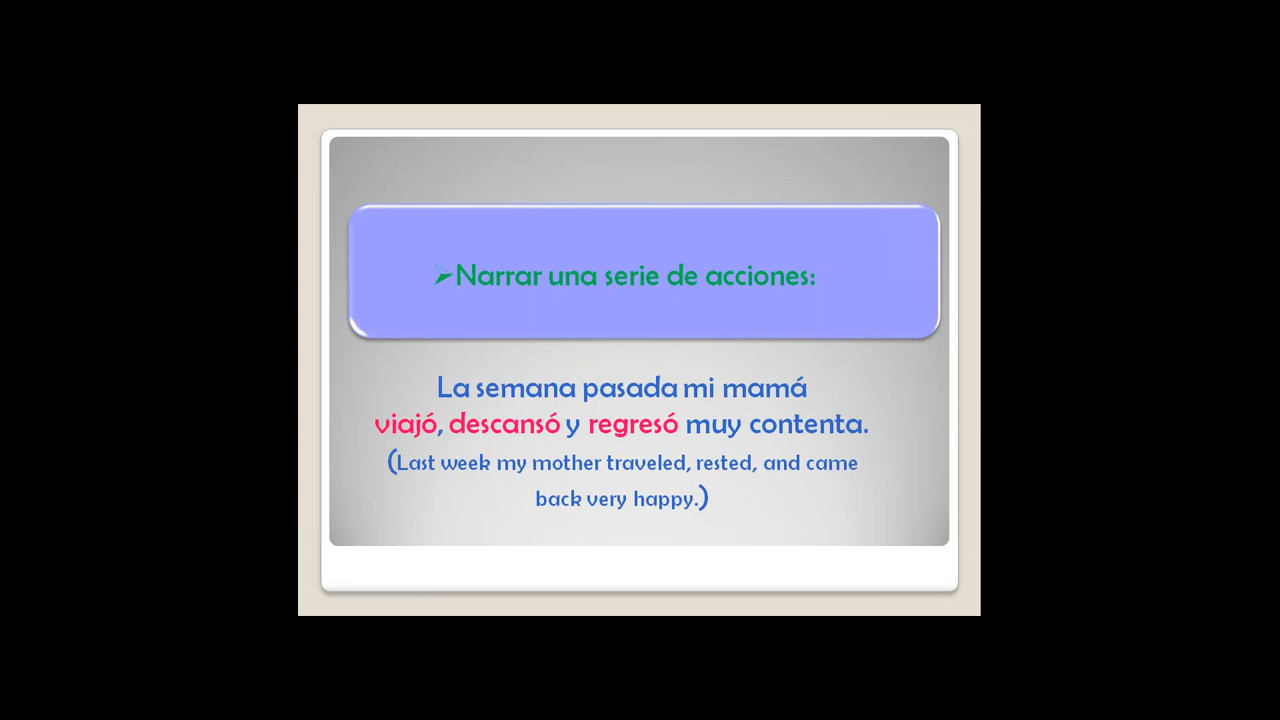 ➢Narrar una serie de acciones:
La semana pasada mi mamá
viajó, descansó y regresó muy contenta.
(Last week my mother traveled, rested, and came
back very happy.)